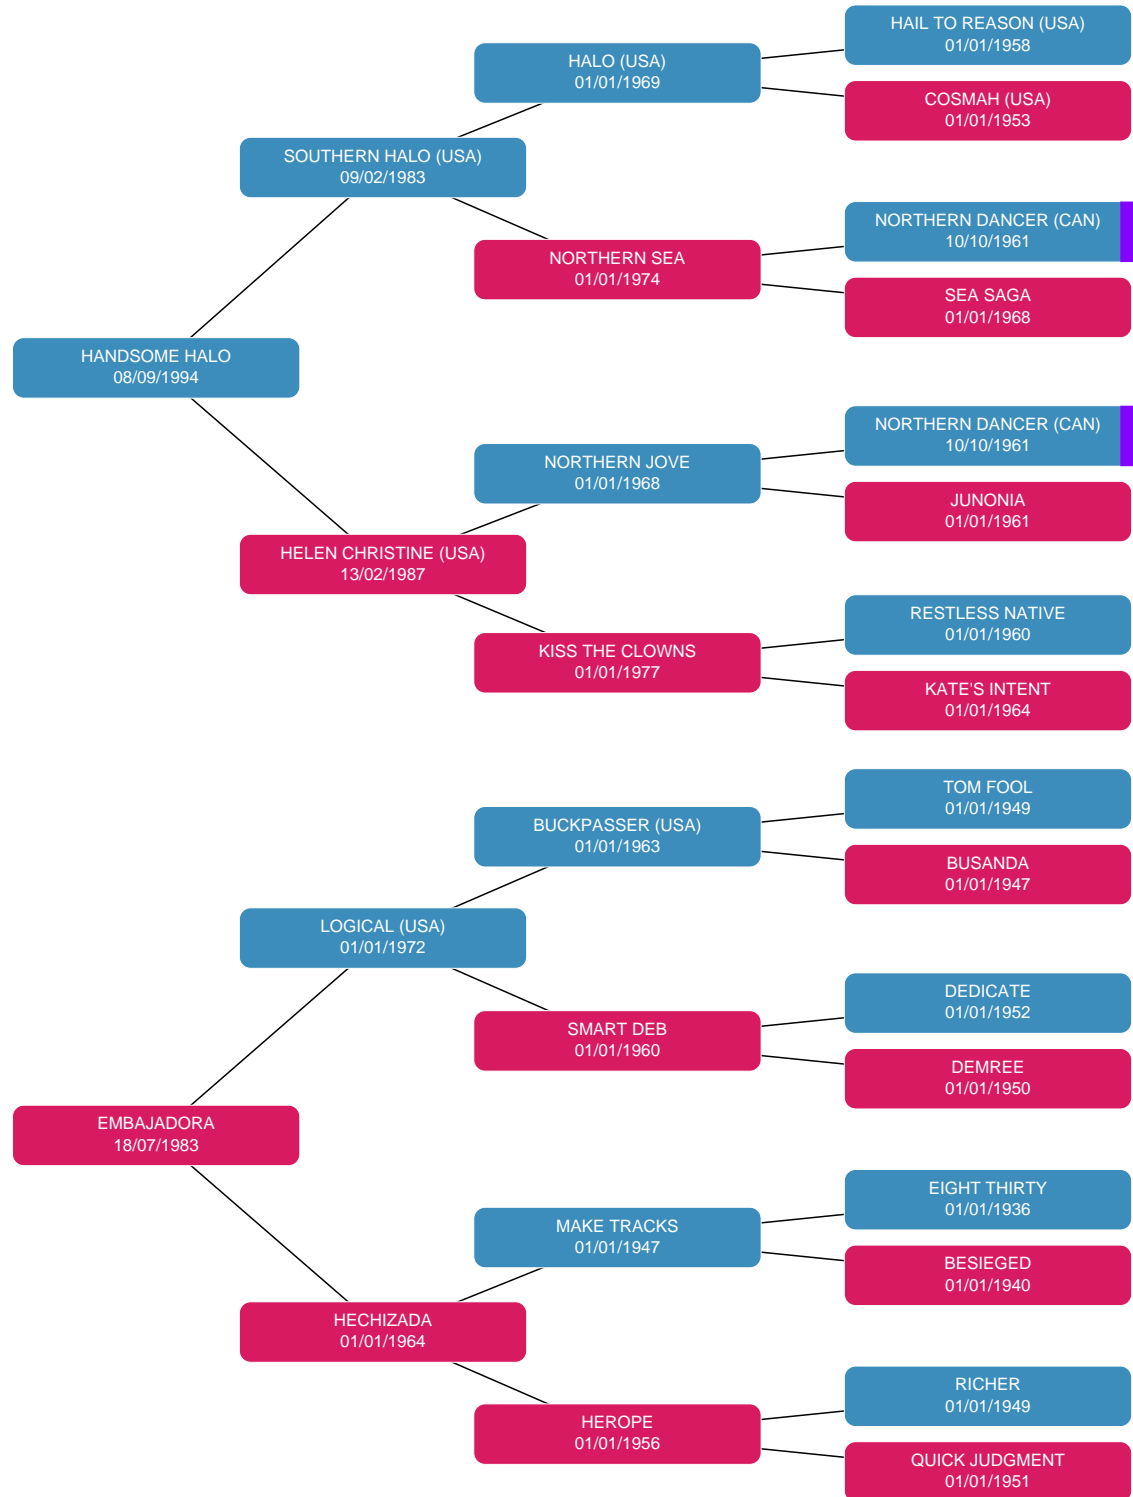 HAIL TO REASON (USA)
01/01/1958
HALO (USA)
01/01/1969
COSMAH (USA)
01/01/1953
SOUTHERN HALO (USA)
09/02/1983
NORTHERN DANCER (CAN)
10/10/1961
NORTHERN SEA
01/01/1974
SEA SAGA
01/01/1968
HANDSOME HALO
08/09/1994
NORTHERN DANCER (CAN)
10/10/1961
NORTHERN JOVE
01/01/1968
JUNONIA
01/01/1961
HELEN CHRISTINE (USA)
13/02/1987
RESTLESS NATIVE
01/01/1960
KISS THE CLOWNS
01/01/1977
KATE'S INTENT
01/01/1964
TOM FOOL
01/01/1949
BUCKPASSER (USA)
01/01/1963
BUSANDA
01/01/1947
LOGICAL (USA)
01/01/1972
DEDICATE
01/01/1952
SMART DEB
01/01/1960
DEMREE
01/01/1950
EMBAJADORA
18/07/1983
EIGHT THIRTY
01/01/1936
MAKE TRACKS
01/01/1947
BESIEGED
01/01/1940
HECHIZADA
01/01/1964
RICHER
01/01/1949
HEROPE
01/01/1956
QUICK JUDGMENT
01/01/1951